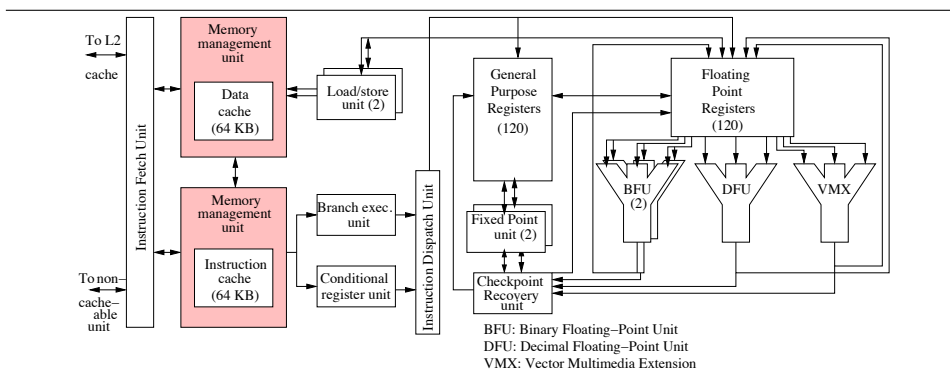 To L2
cache
Instruction Fetch Unit
To non–
cache–
able
unit
Memory
management
unit
Data
cache
(64 KB)
Memory
management
unit
Instruction
cache
(64 KB)
Load/store
unit (2)
Branch exec.
unit
Conditional
register unit
Instruction Dispatch Unit
General
Purpose
Registers
(120)
Fixed Point
unit (2)
Checkpoint
Recovery
unit
Floating
Point
Registers
(120)
BFU
(2)
DFU
VMX
BFU: Binary Floating–Point Unit
DFU: Decimal Floating–Point Unit
VMX: Vector Multimedia Extension